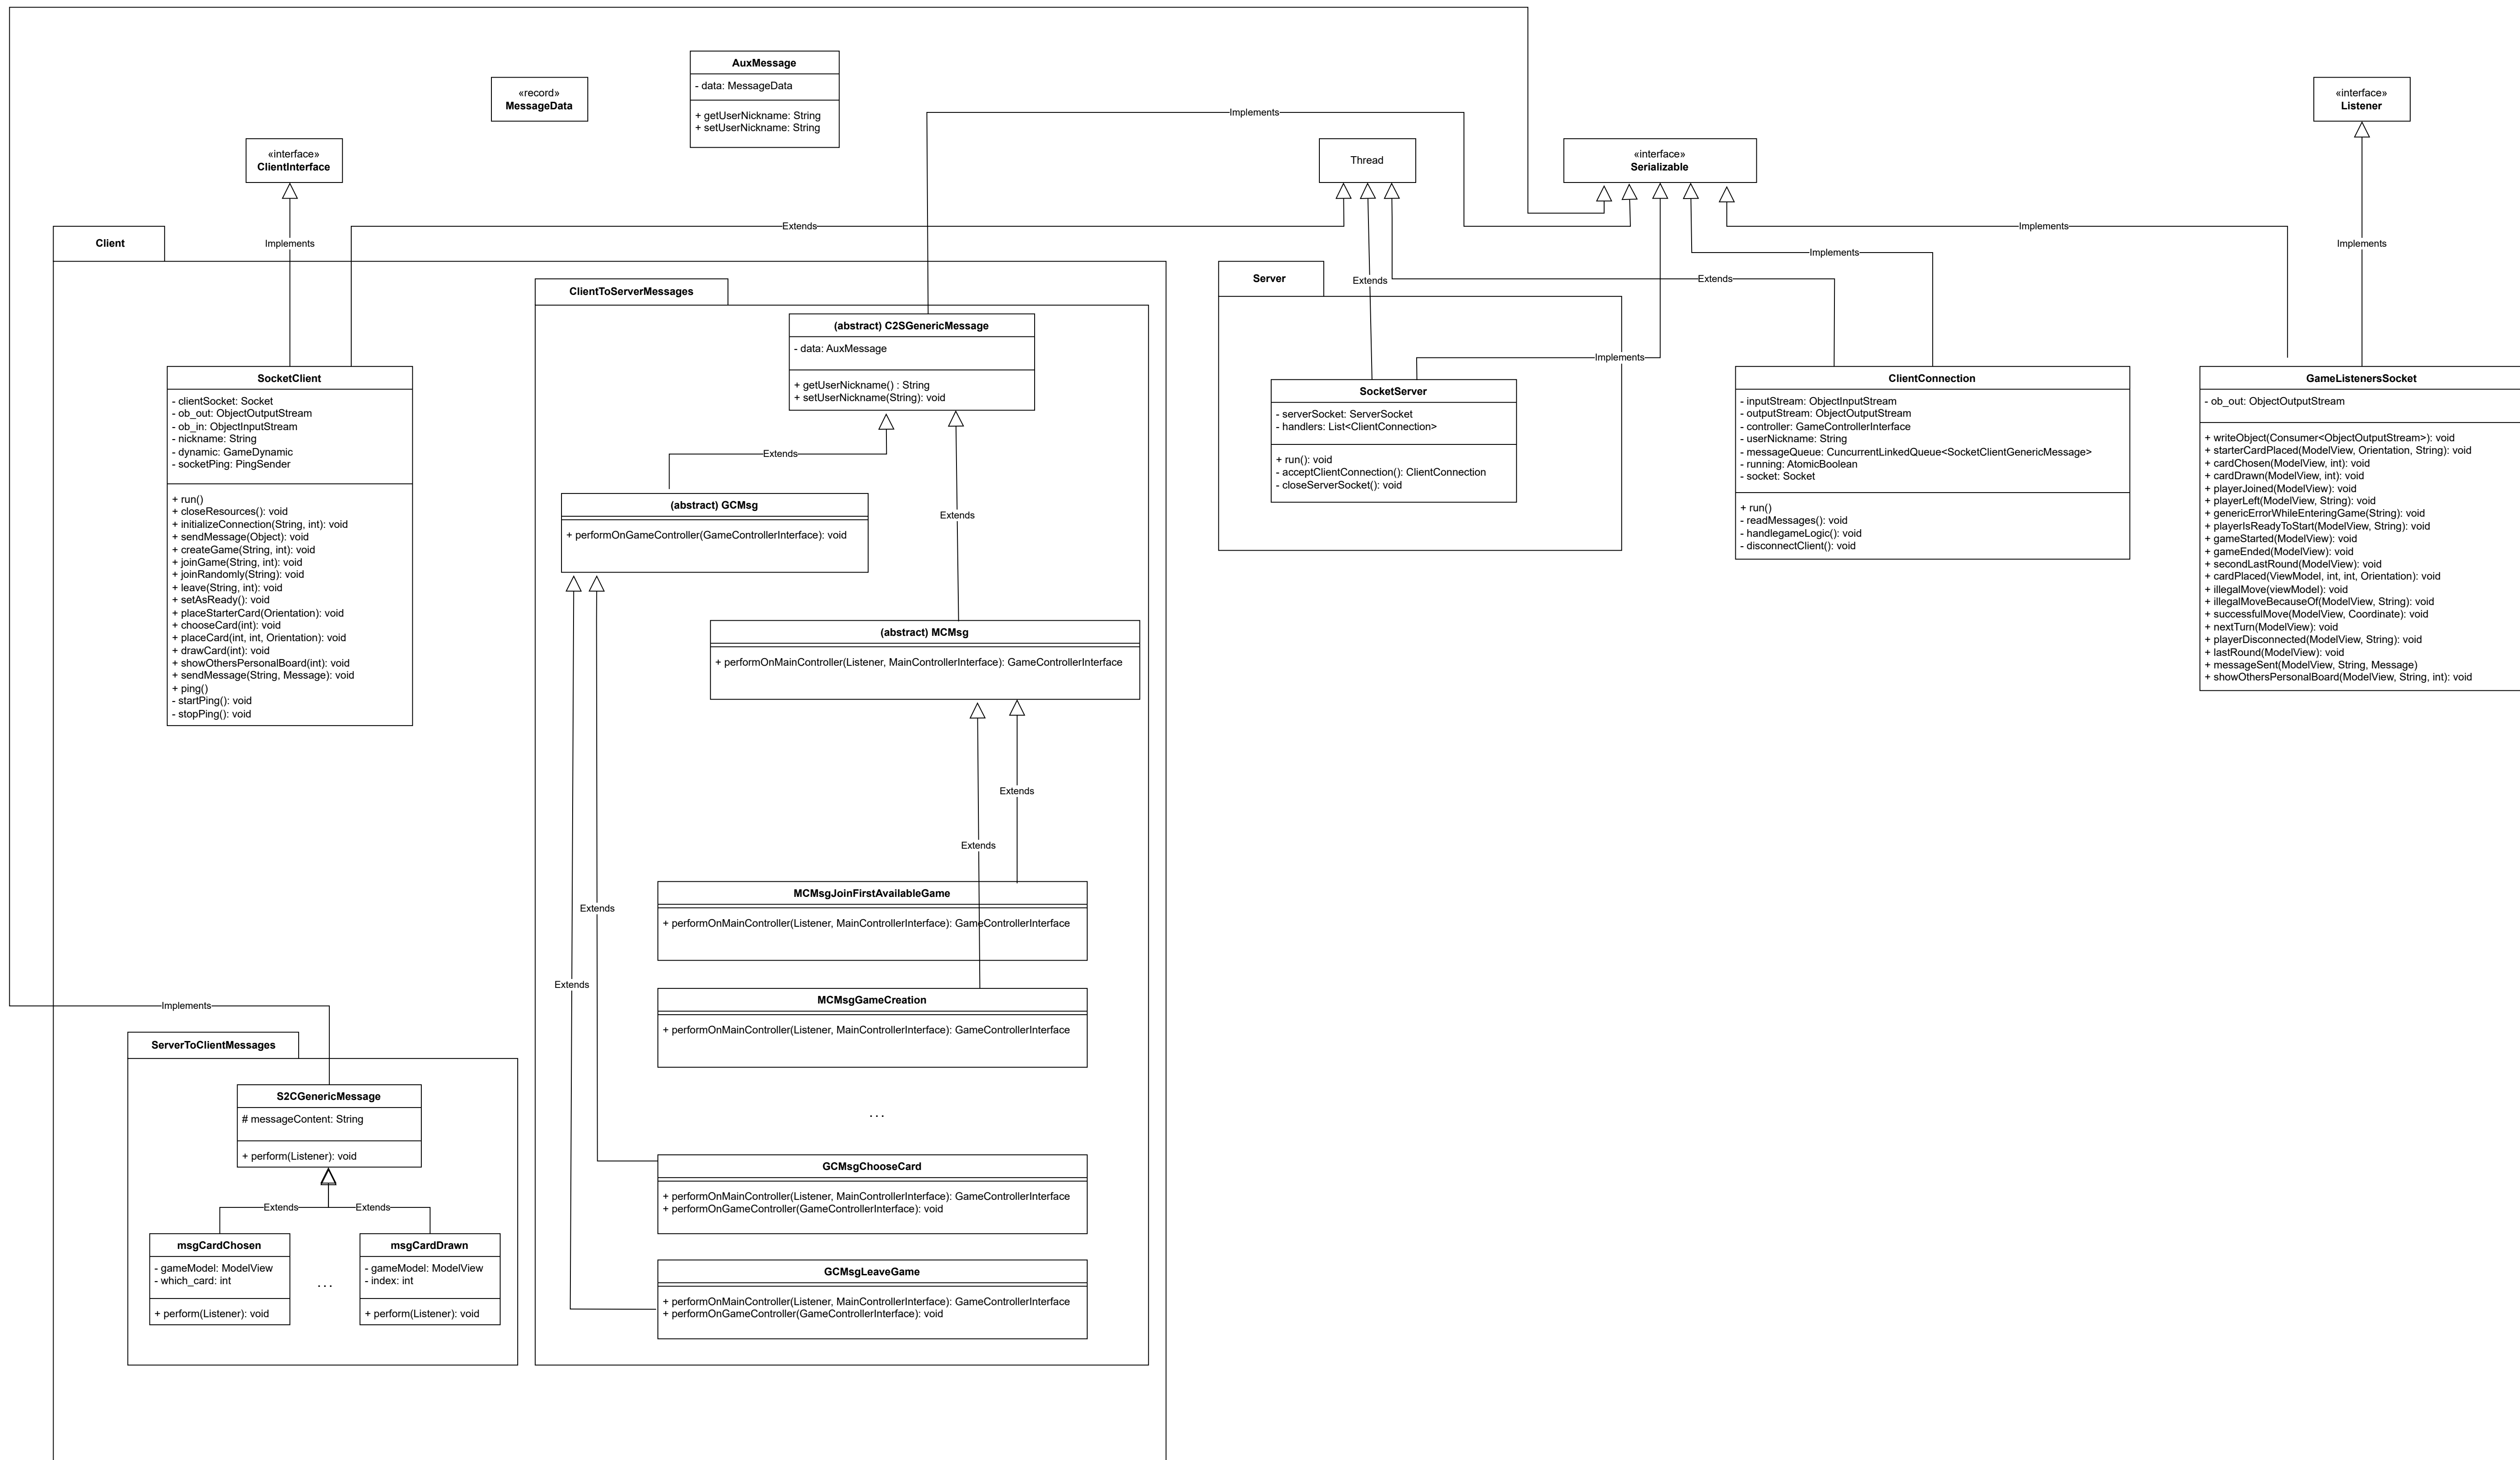 AuxMessage
- data: MessageData
+ getUserNickname: String
+ setUserNickname: String
«record»
MessageData
«interface»
Listener
Implements
«interface»
ClientInterface
Thread
«interface»
Serializable
Implements
Extends
Implements
Implements
Implements
Extends
Extends
Implements
Client
SocketClient
- clientSocket: Socket
- ob_out: ObjectOutputStream
- ob_in: ObjectInputStream
- nickname: String
- dynamic: GameDynamic
- socketPing: PingSender
+ run()
+ closeResources(): void
+ initializeConnection(String, int): void
+ sendMessage(Object): void
+ createGame(String, int): void
+ joinGame(String, int): void
+ joinRandomly(String): void
+ leave(String, int): void
+ setAsReady(): void
+ placeStarterCard(Orientation): void
+ chooseCard(int): void
+ placeCard(int, int, Orientation): void
+ drawCard(int): void
+ showOthersPersonalBoard(int): void
+ sendMessage(String, Message): void
+ ping()
- startPing(): void
- stopPing(): void
ClientToServerMessages
(abstract) C2SGenericMessage
- data: AuxMessage
+ getUserNickname() : String
+ setUserNickname(String): void
Extends
(abstract) GCMsg
+ performOnGameController(GameControllerInterface): void
Extends
(abstract) MCMsg
+ performOnMainController(Listener, MainControllerInterface): GameControllerInterface
Extends
Extends
MCMsgJoinFirstAvailableGame
+ performOnMainController(Listener, MainControllerInterface): GameControllerInterface
Extends
Extends
MCMsgGameCreation
+ performOnMainController(Listener, MainControllerInterface): GameControllerInterface
. . .
GCMsgChooseCard
+ performOnMainController(Listener, MainControllerInterface): GameControllerInterface
+ performOnGameController(GameControllerInterface): void
GCMsgLeaveGame
+ performOnMainController(Listener, MainControllerInterface): GameControllerInterface
+ performOnGameController(GameControllerInterface): void
Implements
ServerToClientMessages
S2CGenericMessage
# messageContent: String
+ perform(Listener): void
Extends
Extends
msgCardChosen
- gameModel: ModelView
- which_card: int
+ perform(Listener): void
. . .
msgCardDrawn
- gameModel: ModelView
- index: int
+ perform(Listener): void
Server
SocketServer
- serverSocket: ServerSocket
- handlers: List<ClientConnection>
+ run(): void
- acceptClientConnection(): ClientConnection
- closeServerSocket(): void
ClientConnection
- inputStream: ObjectInputStream
- outputStream: ObjectOutputStream
- controller: GameControllerInterface
- userNickname: String
- messageQueue: CuncurrentLinkedQueue<SocketClientGenericMessage>
- running: AtomicBoolean
- socket: Socket
+ run()
- readMessages(): void
- handlegameLogic(): void
- disconnectClient(): void
GameListenersSocket
- ob_out: ObjectOutputStream
+ writeObject(Consumer<ObjectOutputStream>): void
+ starterCardPlaced(ModelView, Orientation, String): void
+ cardChosen(ModelView, int): void
+ cardDrawn(ModelView, int): void
+ playerJoined(ModelView): void
+ playerLeft(ModelView, String): void
+ genericErrorWhileEnteringGame(String): void
+ playerIsReadyToStart(ModelView, String): void
+ gameStarted(ModelView): void
+ gameEnded(ModelView): void
+ secondLastRound(ModelView): void
+ cardPlaced(ViewModel, int, int, Orientation): void
+ illegalMove(viewModel): void
+ illegalMoveBecauseOf(ModelView, String): void
+ successfulMove(ModelView, Coordinate): void
+ nextTurn(ModelView): void
+ playerDisconnected(ModelView, String): void
+ lastRound(ModelView): void
+ messageSent(ModelView, String, Message)
+ showOthersPersonalBoard(ModelView, String, int): void